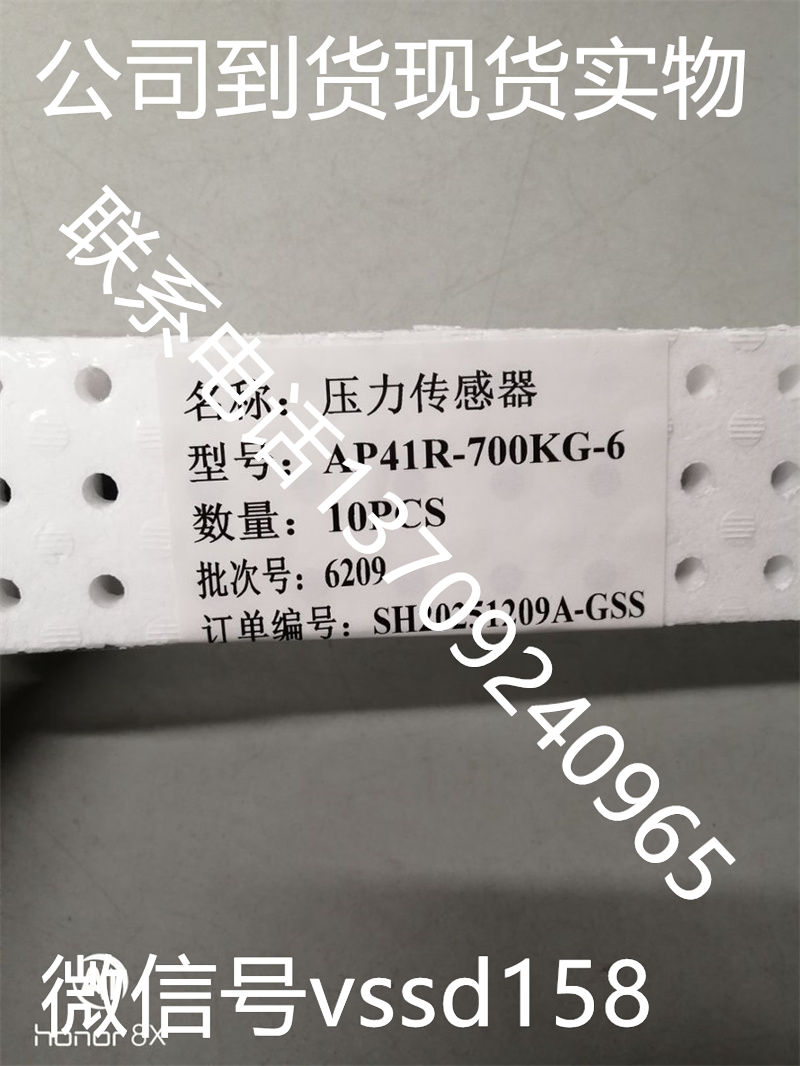 公司到货现货实物
联系电话13709240965
名称：压力传感器
型号：AP41R-700KG-6
数量：10PCS
批次号：6209
订单编号：SH20251209A-GSS
微信号vssd158
honor 8X